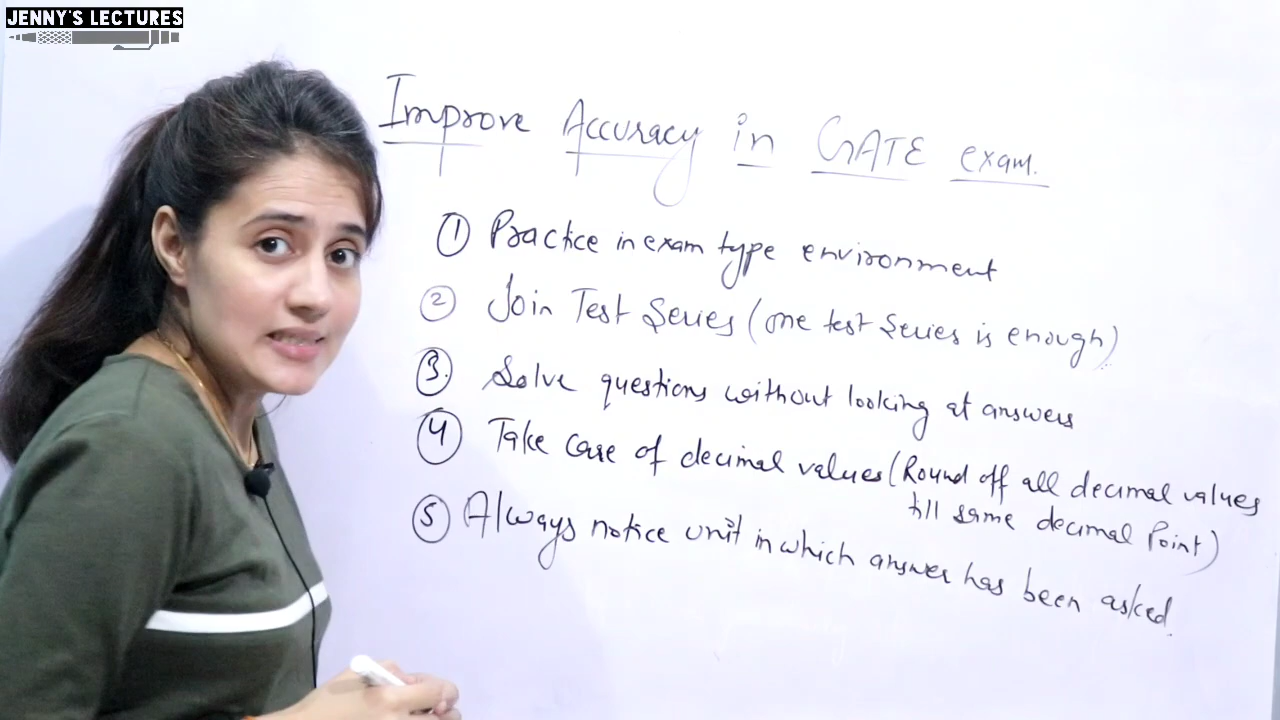 JENNY'S LECTURES
Improve Accuracy in GATE exam.
① Practice in exam type environment
② Join Test Series (one test series is enough)
③. Solve questions without looking at answers
④ Take care of decimal values (Round off all decimal values
till same decimal Point)
⑤ Always notice unit in which answer has been asked.